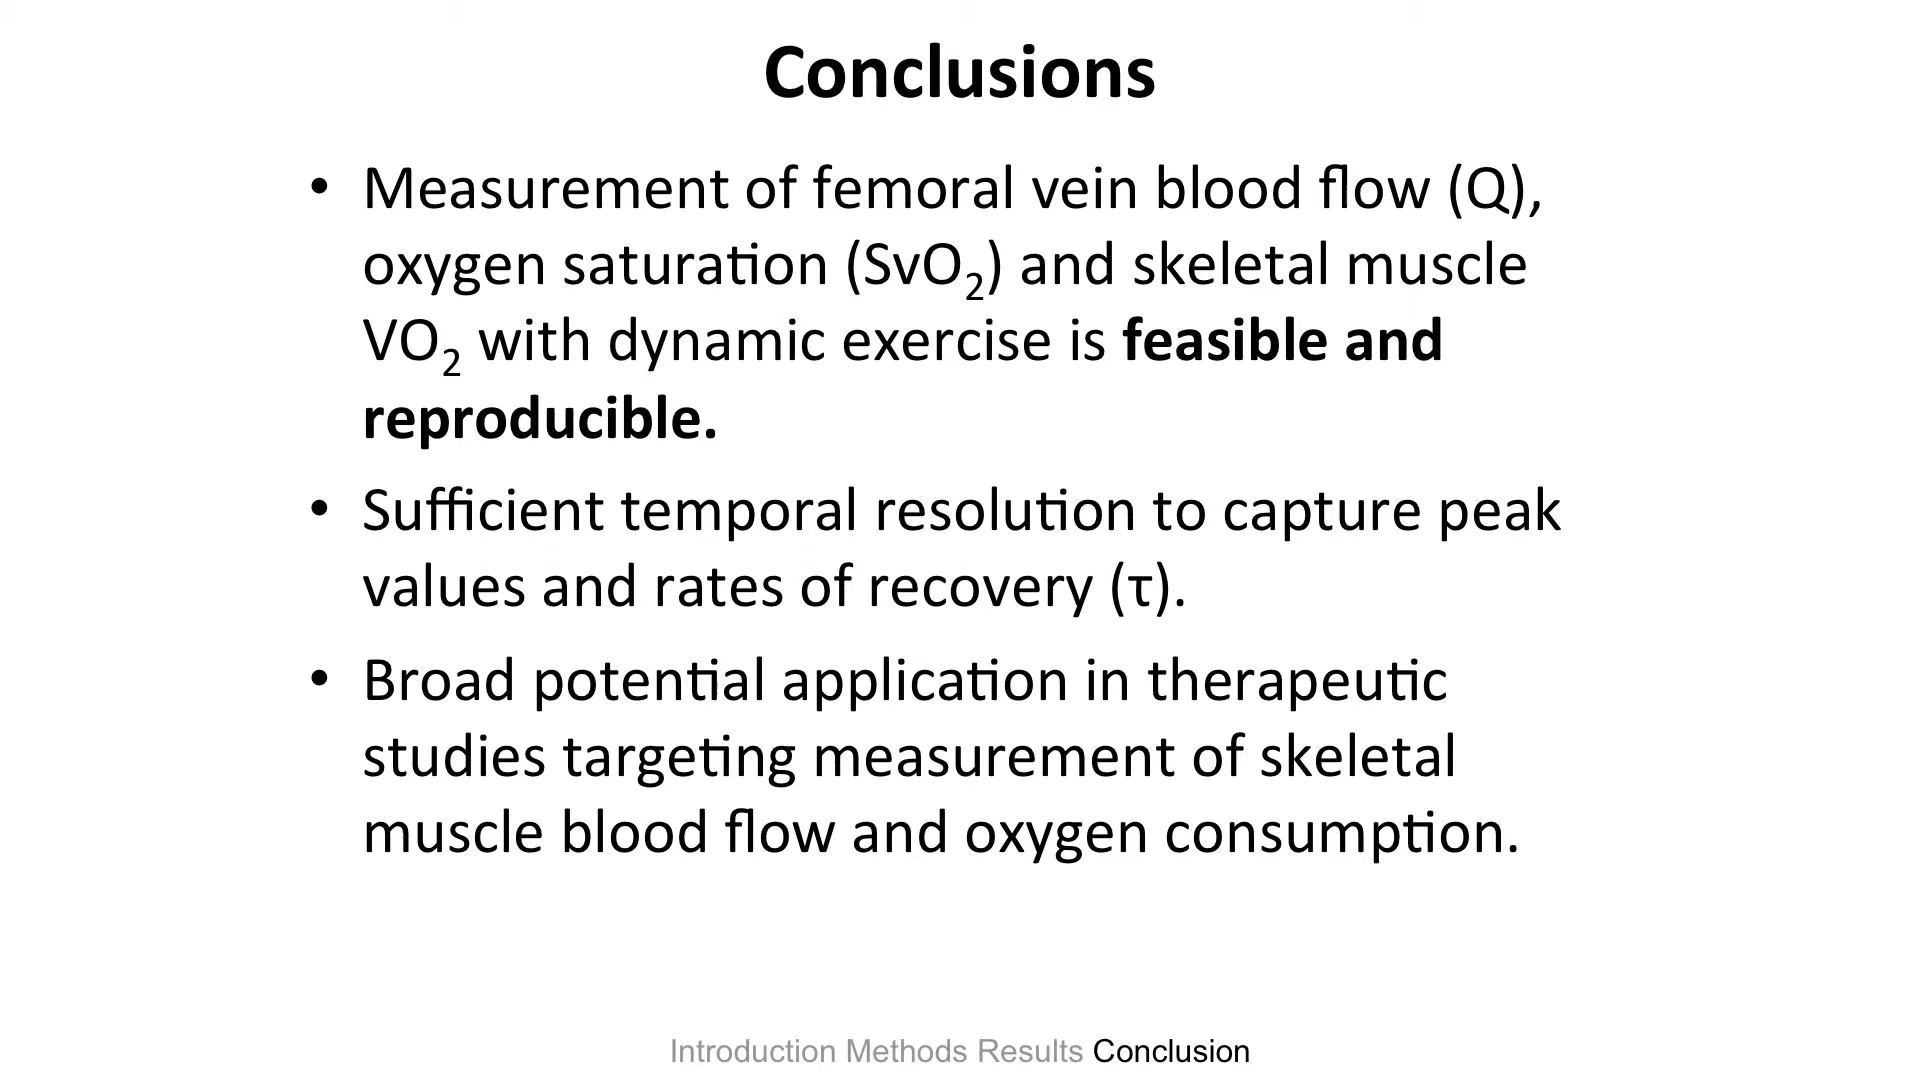 Conclusions
• Measurement of femoral vein blood flow (Q),
oxygen saturation (SvO₂) and skeletal muscle
VO₂ with dynamic exercise is feasible and
reproducible.
• Sufficient temporal resolution to capture peak
values and rates of recovery (τ).
• Broad potential application in therapeutic
studies targeting measurement of skeletal
muscle blood flow and oxygen consumption.
Introduction Methods Results Conclusion